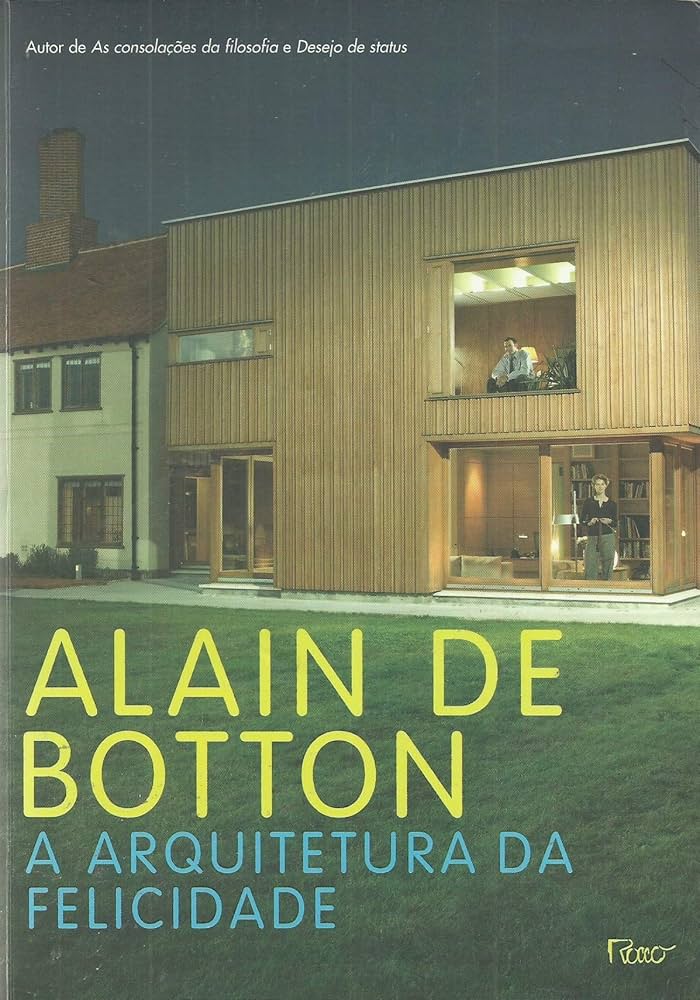 Autor de As consolações da filosofia e Desejo de status
ALAIN DE
BOTTON
A ARQUITETURA DA
FELICIDADE
Rocco